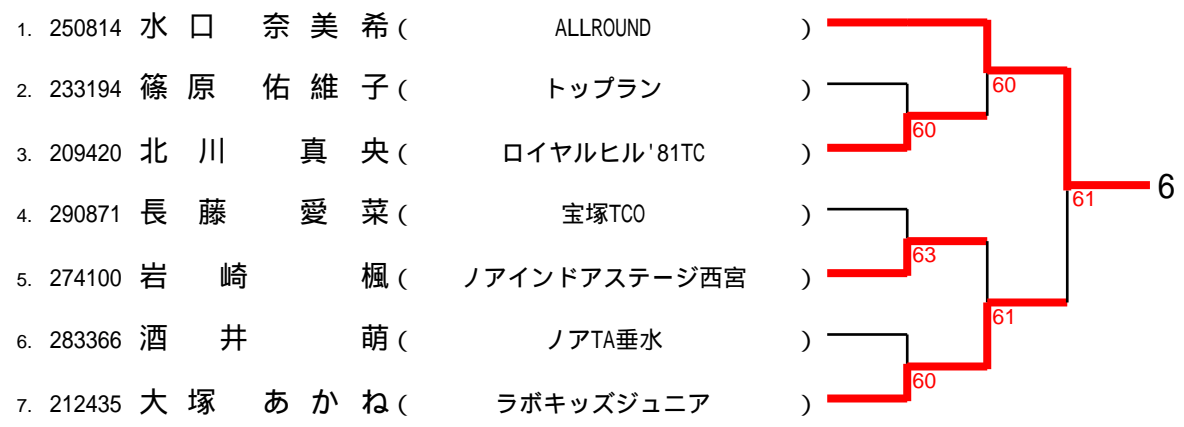 1. 250814 水口 奈美希 ( ALLROUND )
2. 233194 篠原 佑維子 ( トップラン )
60
60
3. 209420 北川 真央 ( ロイヤルヒル'81TC )
6
61
4. 290871 長藤 愛菜 ( 宝塚TCO )
63
5. 274100 岩崎 楓 ( ノアインドアステージ西宮 )
61
6. 283366 酒井 萌 ( ノアTA垂水 )
60
7. 212435 大塚 あかね ( ラボキッズジュニア )